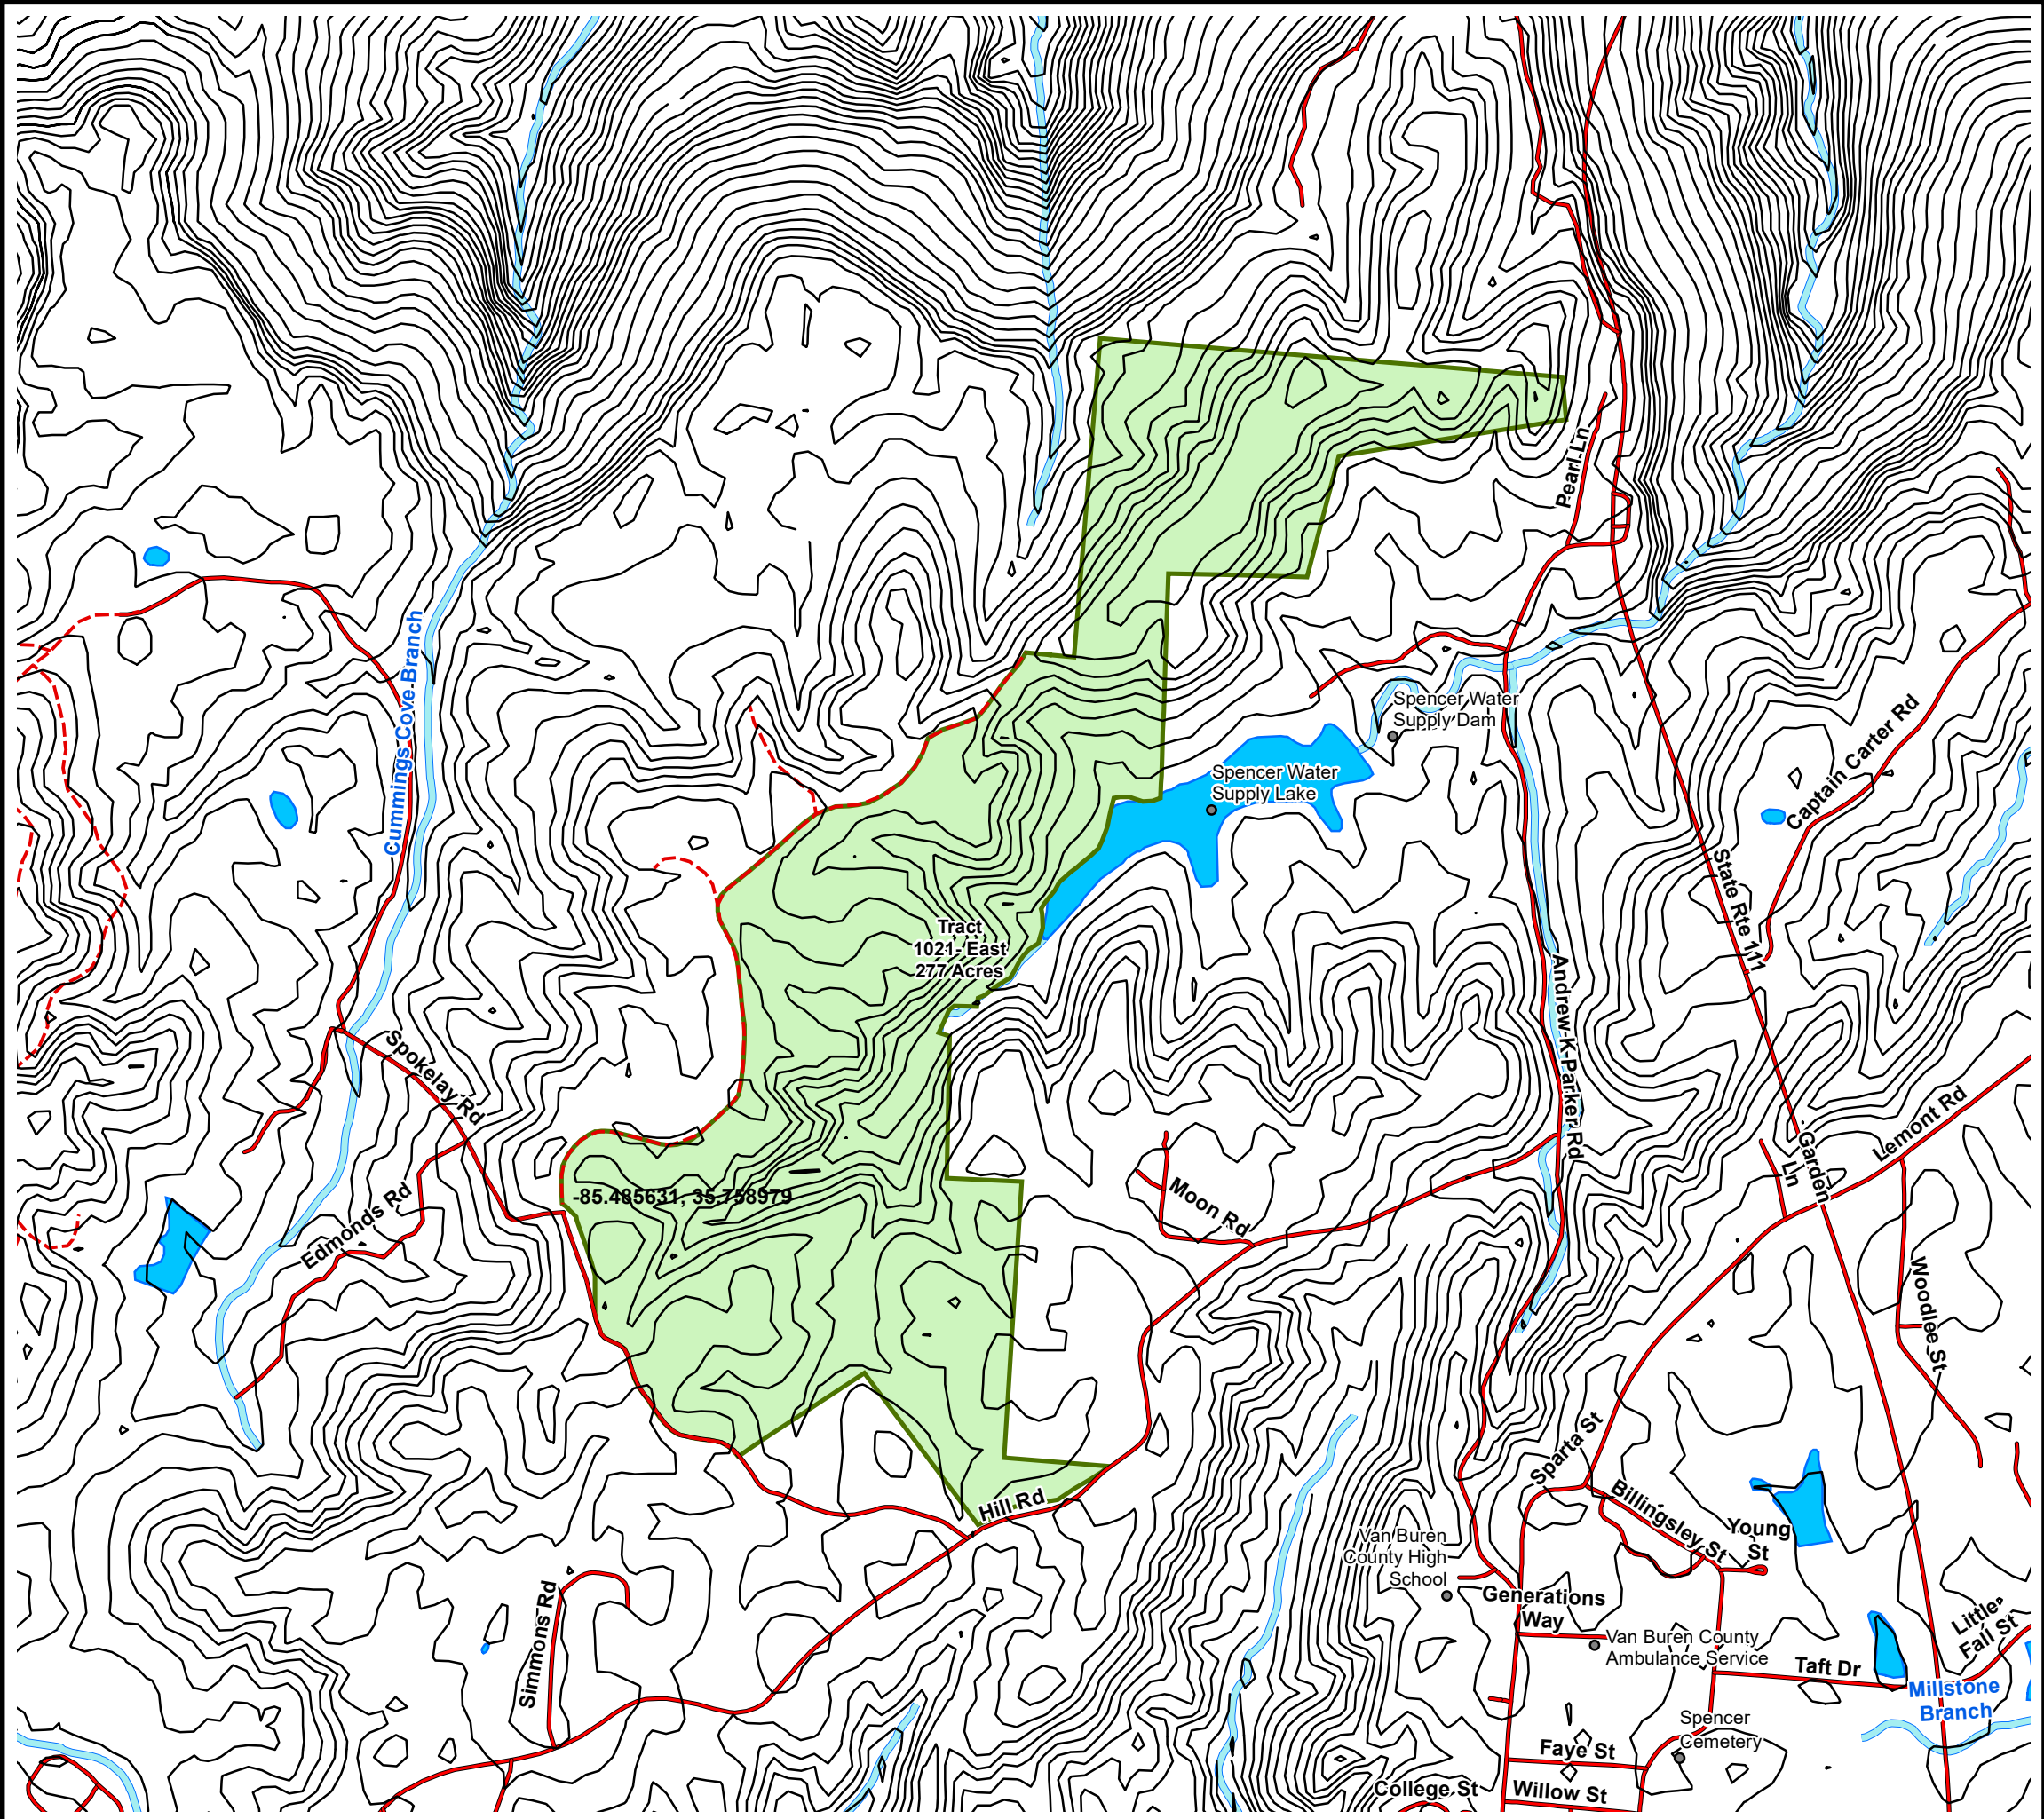 Pearl Ln
Cummings Cove Branch
Spencer Water
Supply Dam
Captain Carter Rd
Spencer Water
Supply Lake
State Rte 111
Tract
1021- East
277 Acres
Andrew K Parker Rd
Spokelay Rd
Lemont Rd
Garden
Ln
-85.485631, 35.758979
Edmonds Rd
Moon Rd
Woodlee St
Sparta St
Hill Rd
Billingsley St
Young
St
Van Buren
County High
School
Generations
Way
Simmons Rd
Little
Fall St
Van Buren County
Ambulance Service
Taft Dr
Millstone
Branch
Spencer
Cemetery
Faye St
College St
Willow St